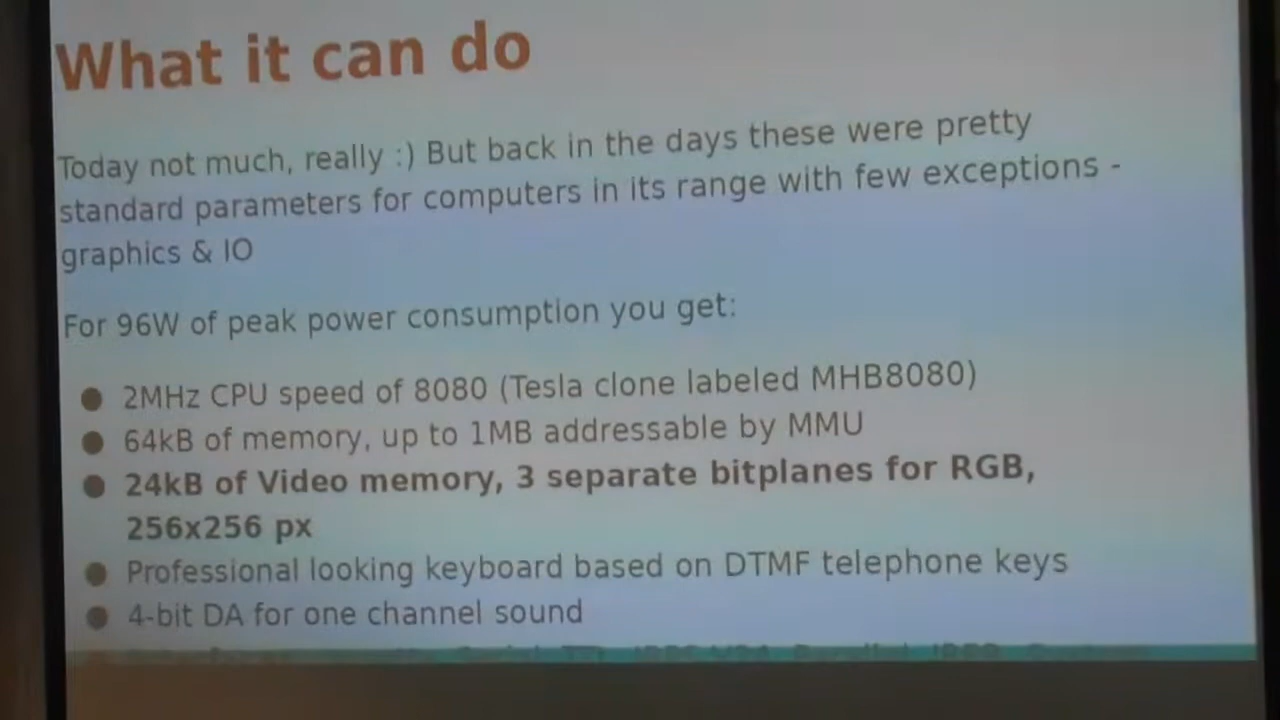 What it can do
Today not much, really :) But back in the days these were pretty
standard parameters for computers in its range with few exceptions -
graphics & IO
For 96W of peak power consumption you get:
● 2MHz CPU speed of 8080 (Tesla clone labeled MHB8080)
● 64kB of memory, up to 1MB addressable by MMU
● 24kB of Video memory, 3 separate bitplanes for RGB,
256x256 px
● Professional looking keyboard based on DTMF telephone keys
● 4-bit DA for one channel sound